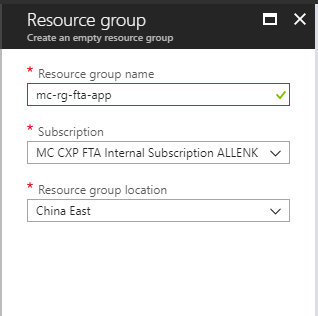 Resource group
Create an empty resource group
* Resource group name
mc-rg-fta-app
* Subscription
MC CXP FTA Internal Subscription ALLENK
* Resource group location
China East